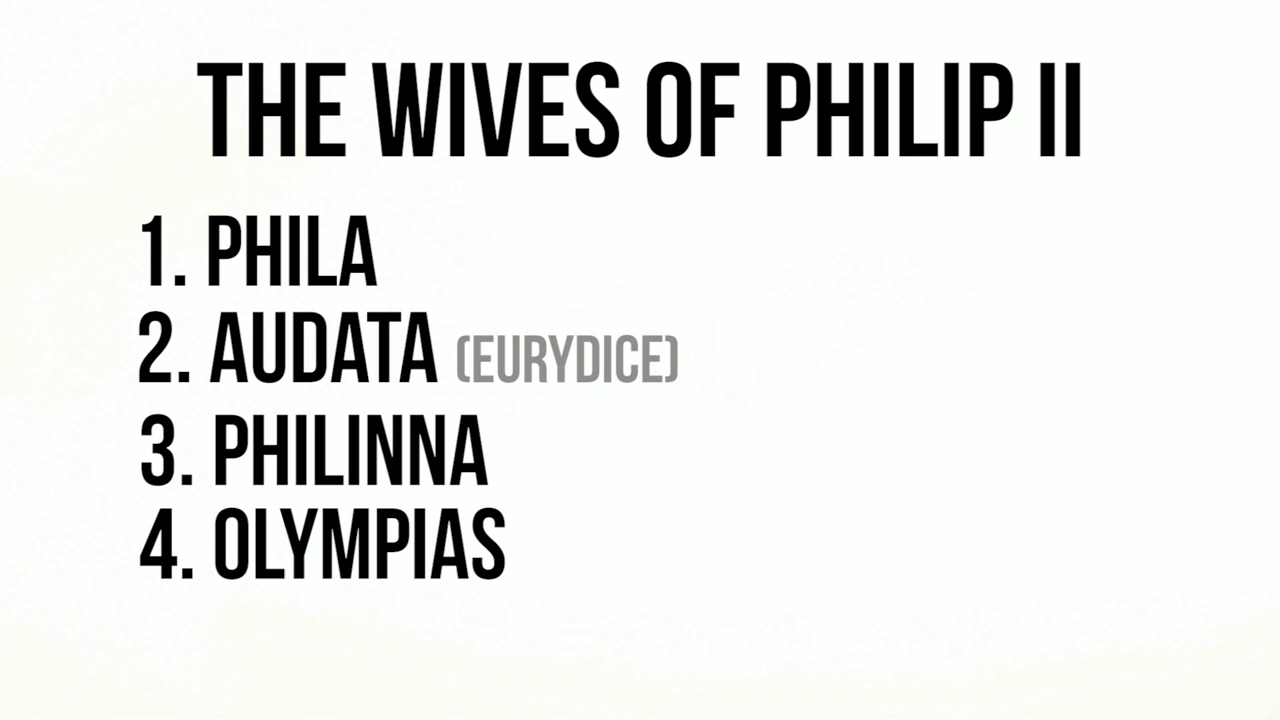 THE WIVES OF PHILIP II
1. PHILA
2. AUDATA (EURYDICE)
3. PHILINNA
4. OLYMPIAS